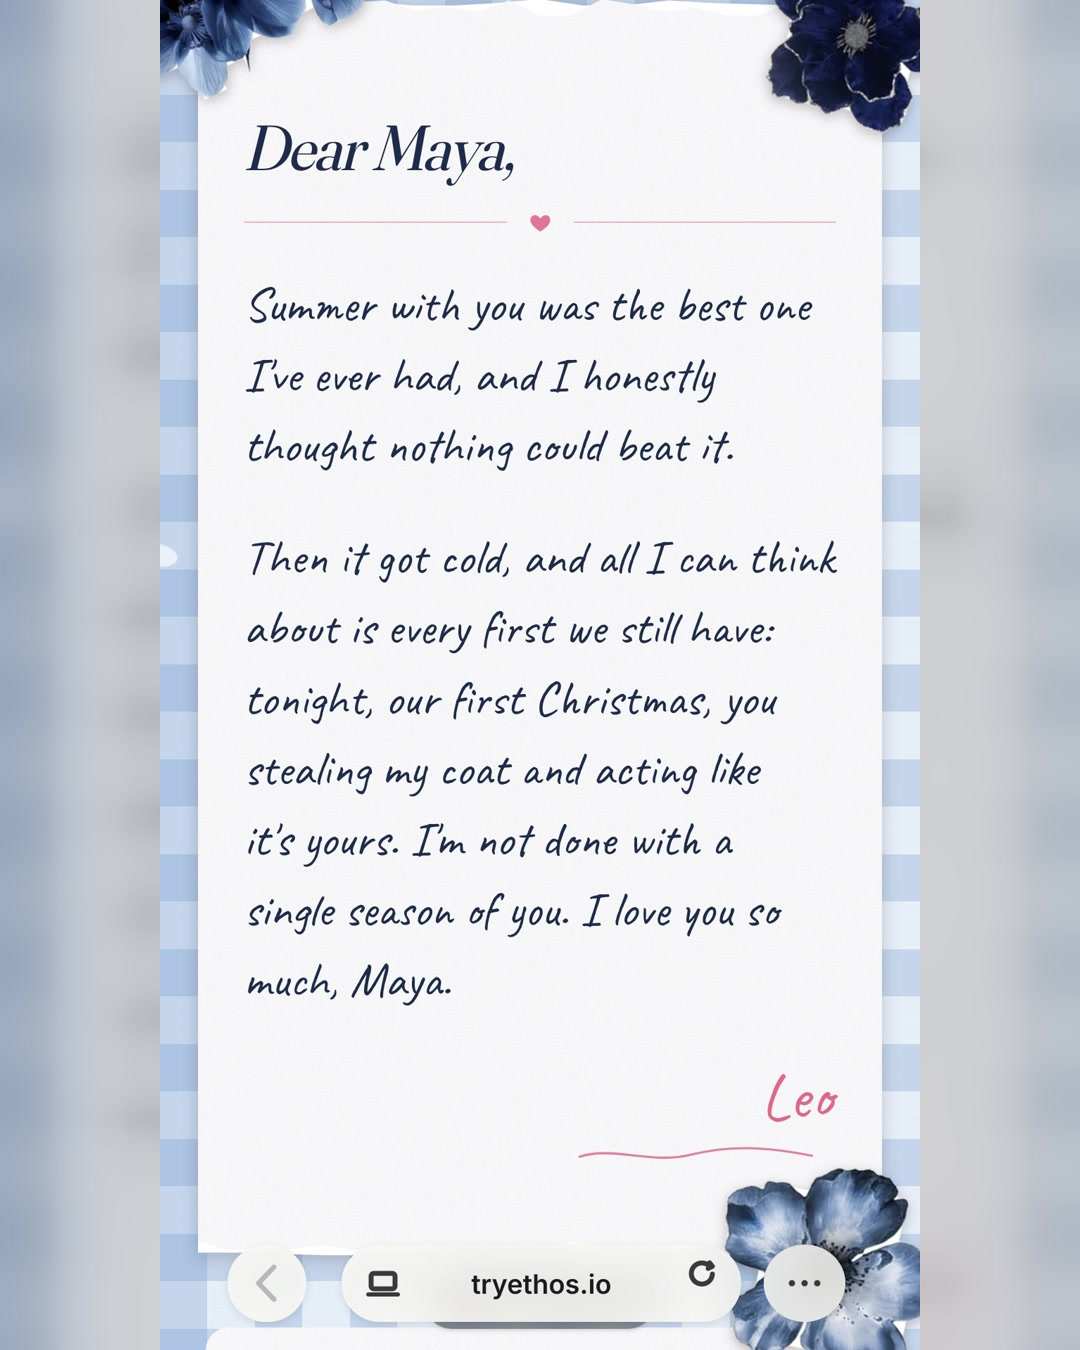 Dear Maya,
Summer with you was the best one
I've ever had, and I honestly
thought nothing could beat it.
Then it got cold, and all I can think
about is every first we still have:
tonight, our first Christmas, you
stealing my coat and acting like
it's yours. I'm not done with a
single season of you. I love you so
much, Maya.
Leo
tryethos.io